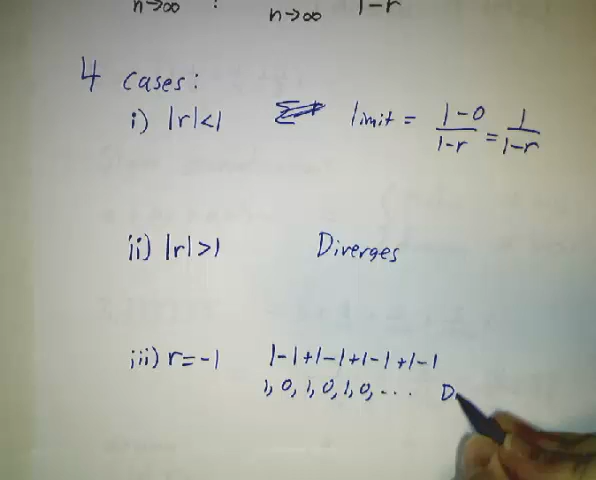 n→∞ n→∞ 1-r
4 cases:
i) |r|<1 limit = 1-0/1-r = 1/1-r
ii) |r|>1 Diverges
iii) r=-1 1-1+1-1+1-1+1-1
1, 0, 1, 0, 1, 0, ... D